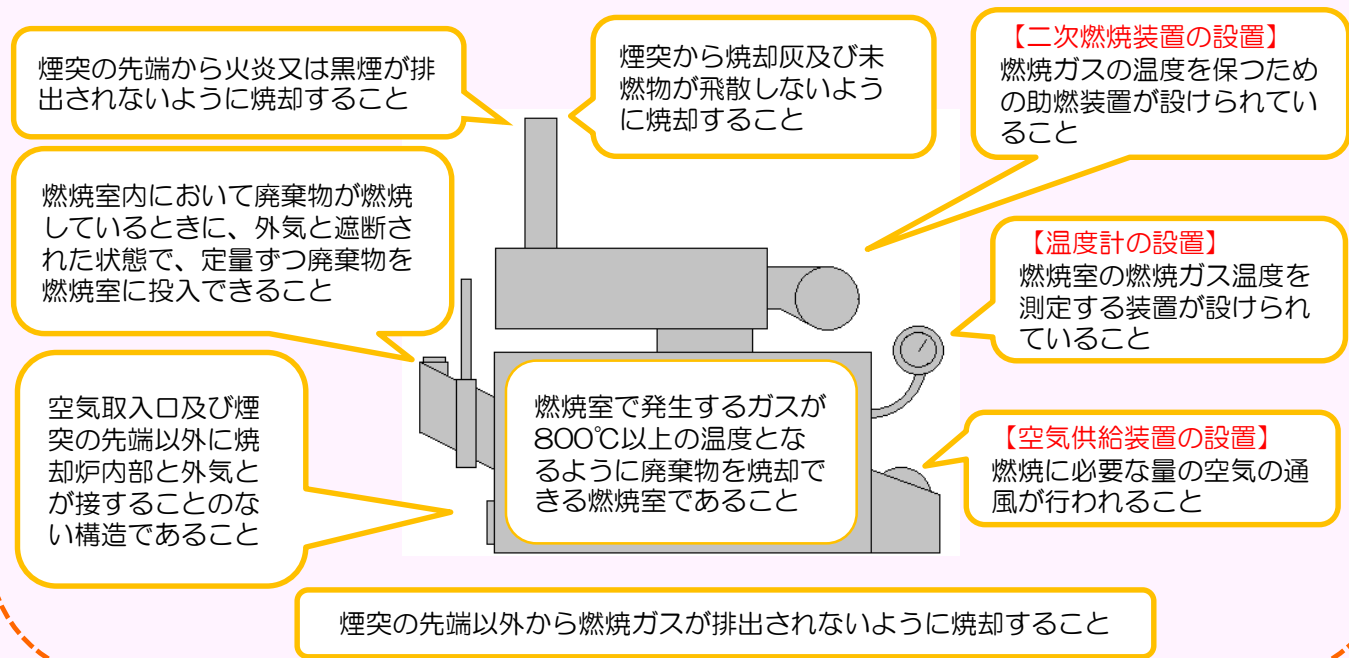 煙突の先端から火炎又は黒煙が排
出されないように焼却すること
煙突から焼却灰及び未
燃物が飛散しないよう
に焼却すること
【二次燃焼装置の設置】
燃焼ガスの温度を保つため
の助燃装置が設けられてい
ること
燃焼室内において廃棄物が燃焼
しているときに、外気と遮断さ
れた状態で、定量ずつ廃棄物を
燃焼室に投入できること
【温度計の設置】
燃焼室の燃焼ガス温度を
測定する装置が設けられ
ていること
空気取入口及び煙
突の先端以外に焼
却炉内部と外気と
が接することのな
い構造であること
燃焼室で発生するガスが
800℃以上の温度とな
るように廃棄物を焼却で
きる燃焼室であること
【空気供給装置の設置】
燃焼に必要な量の空気の通
風が行われること
煙突の先端以外から燃焼ガスが排出されないように焼却すること